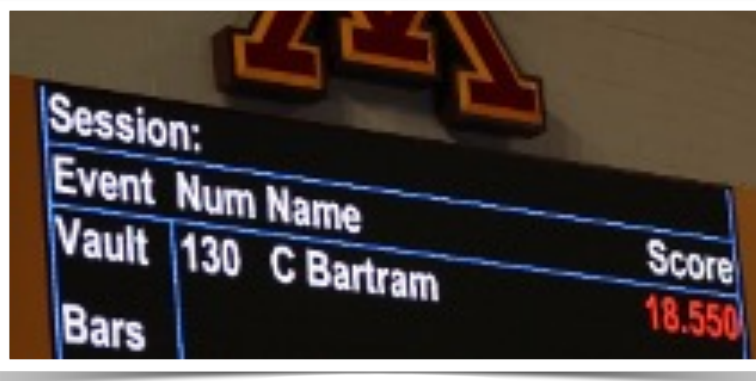 M
Session:
Event Num Name Score
Vault 130 C Bartram 18.550
Bars